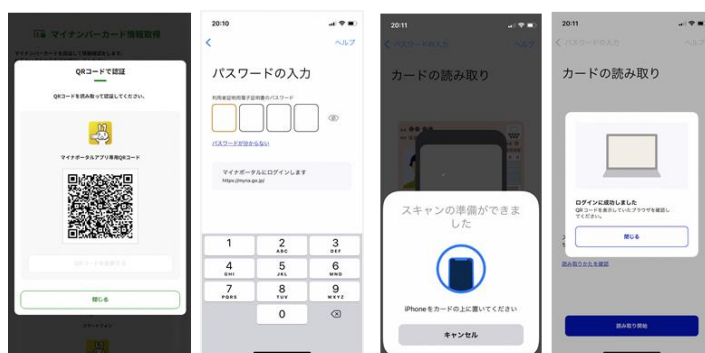 マイナンバーカード情報取得
QRコードで認証
QRコードを読み取って認証してください。
マイナポータルアプリ専用QRコード
閉じる
20:10
ヘルプ
パスワードの入力
利用者証明用電子証明書のパスワード
パスワードが分からない
マイナポータルにログインします
https://myna.go.jp/
1
2 ABC
3 DEF
4 GHI
5 JKL
6 MNO
7 PQRS
8 TUV
9 WXYZ
0
20:11
パスワードの入力
ヘルプ
カードの読み取り
スキャンの準備ができま
した
iPhoneをカードの上に置いてください
キャンセル
20:11
パスワードの入力
ヘルプ
カードの読み取り
ログインに成功しました
QRコードを表示していたブラウザを確認し
てください。
閉じる
読み取りかたを確認
読み取り開始